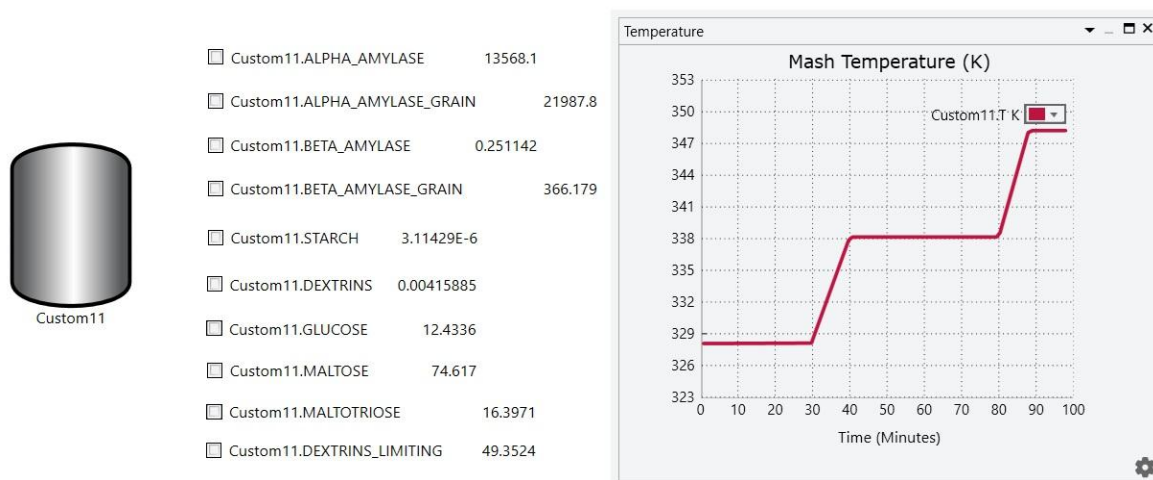 Custom11
Custom11.ALPHA_AMYLASE 13568.1
Custom11.ALPHA_AMYLASE_GRAIN 21987.8
Custom11.BETA_AMYLASE 0.251142
Custom11.BETA_AMYLASE_GRAIN 366.179
Custom11.STARCH 3.11429E-6
Custom11.DEXTRINS 0.00415885
Custom11.GLUCOSE 12.4336
Custom11.MALTOSE 74.617
Custom11.MALTOTRIOSE 16.3971
Custom11.DEXTRINS_LIMITING 49.3524
Temperature
Mash Temperature (K)
Custom11.T K
353
350
347
344
341
338
335
332
329
326
323
0 10 20 30 40 50 60 70 80 90 100
Time (Minutes)